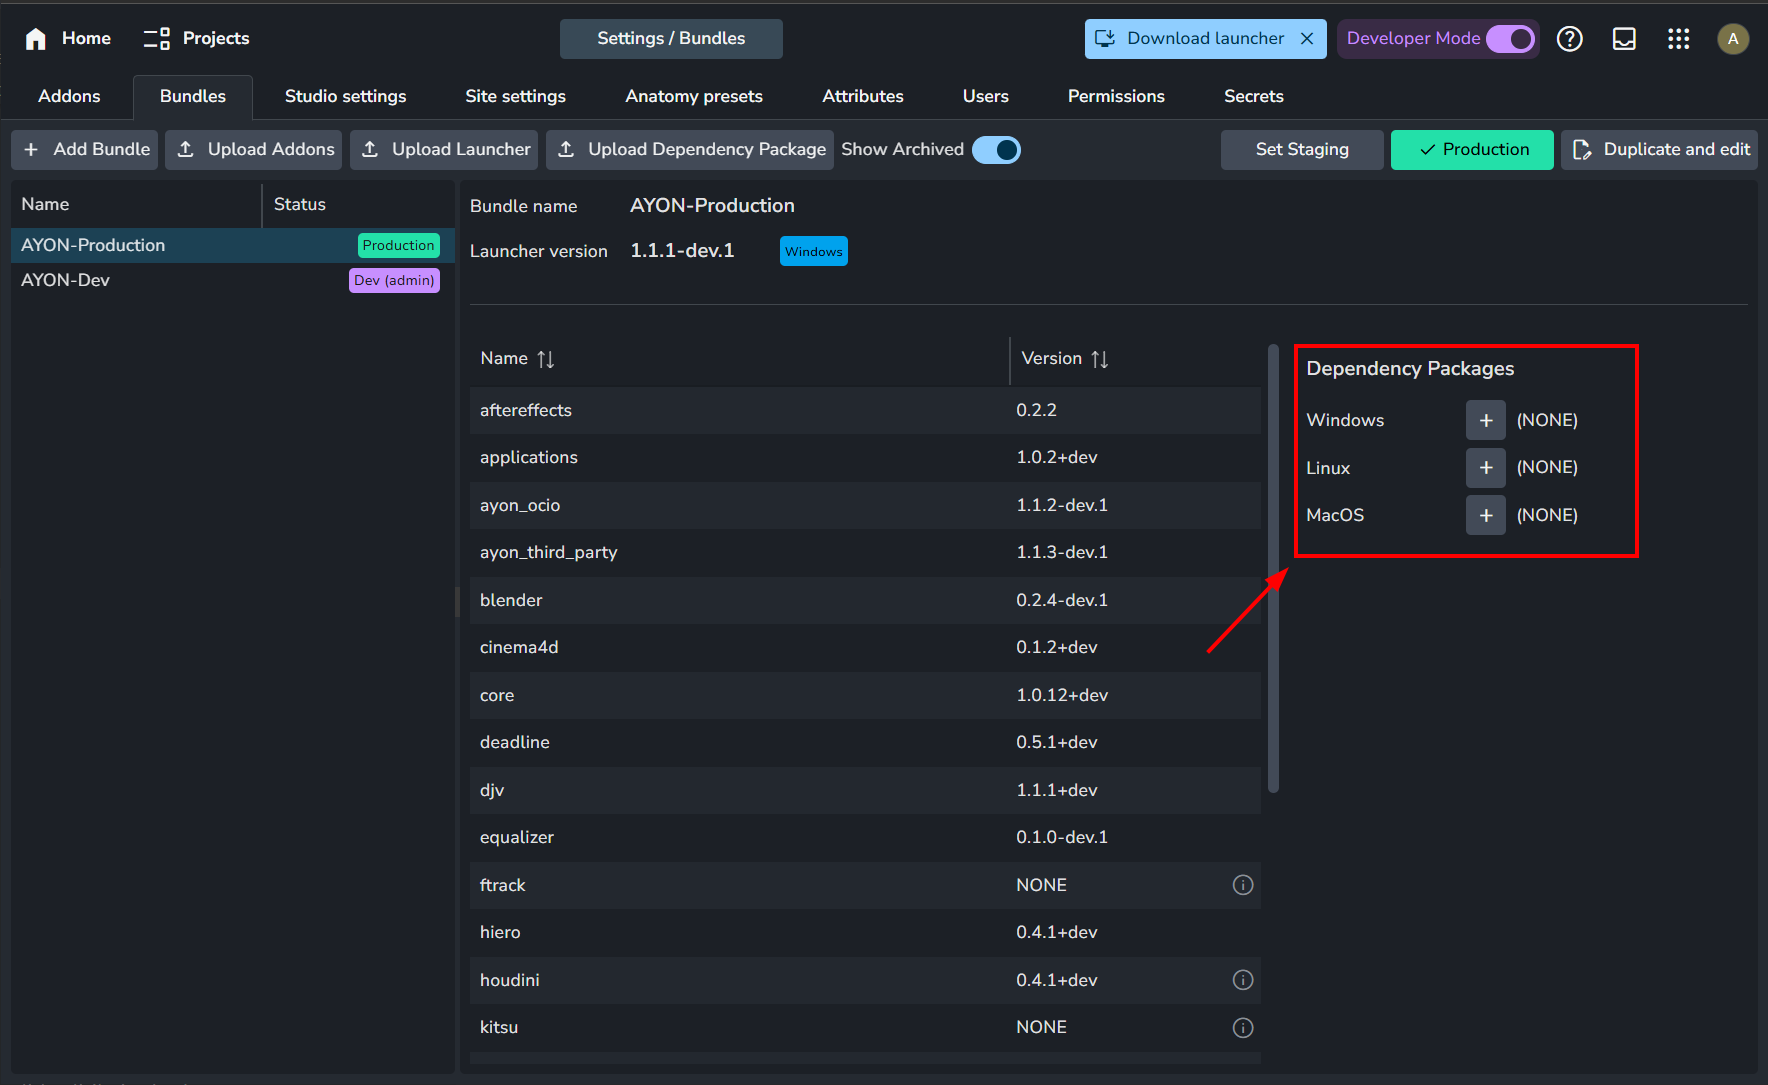 Home Projects Settings / Bundles Download launcher Developer Mode A
Addons Bundles Studio settings Site settings Anatomy presets Attributes Users Permissions Secrets
Add Bundle Upload Addons Upload Launcher Upload Dependency Package Show Archived Set Staging Production Duplicate and edit
Name Status
AYON-Production Production
AYON-Dev Dev (admin)
Bundle name AYON-Production
Launcher version 1.1.1-dev.1 Windows
Name Version
aftereffects 0.2.2
applications 1.0.2+dev
ayon_ocio 1.1.2-dev.1
ayon_third_party 1.1.3-dev.1
blender 0.2.4-dev.1
cinema4d 0.1.2+dev
core 1.0.12+dev
deadline 0.5.1+dev
djv 1.1.1+dev
equalizer 0.1.0-dev.1
ftrack NONE
hiero 0.4.1+dev
houdini 0.4.1+dev
kitsu NONE
Dependency Packages
Windows + (NONE)
Linux + (NONE)
MacOS + (NONE)